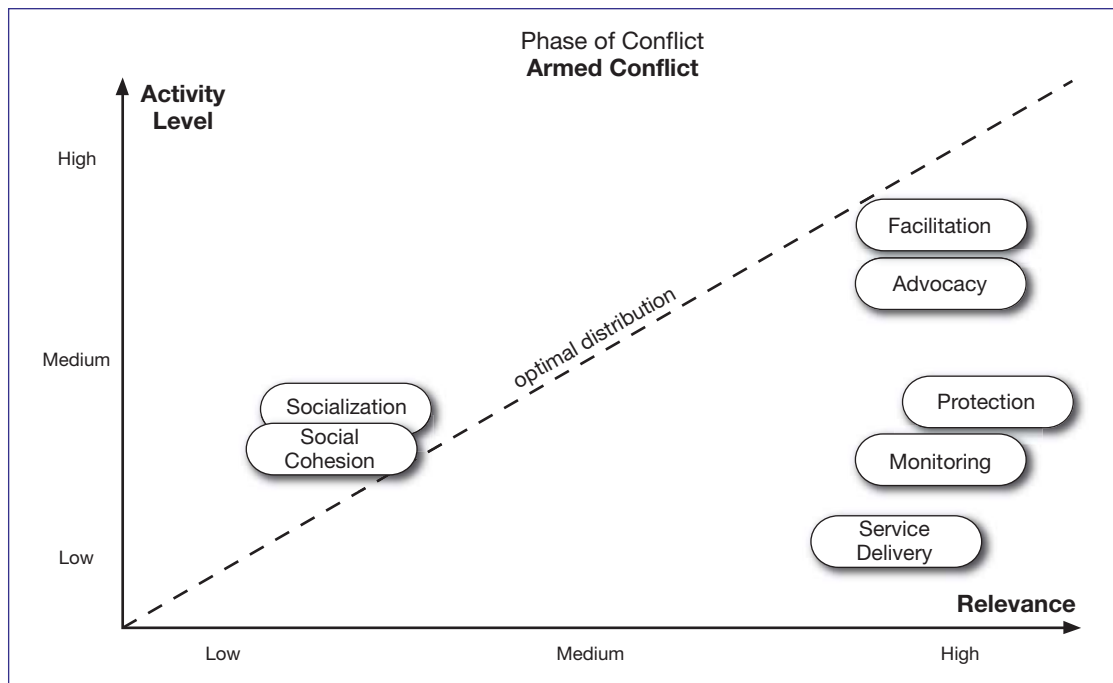 Phase of Conflict
Armed Conflict
Activity
Level
High
Facilitation
Advocacy
optimal distribution
Medium
Protection
Socialization
Social
Cohesion
Monitoring
Service
Delivery
Low
Relevance
Low
Medium
High